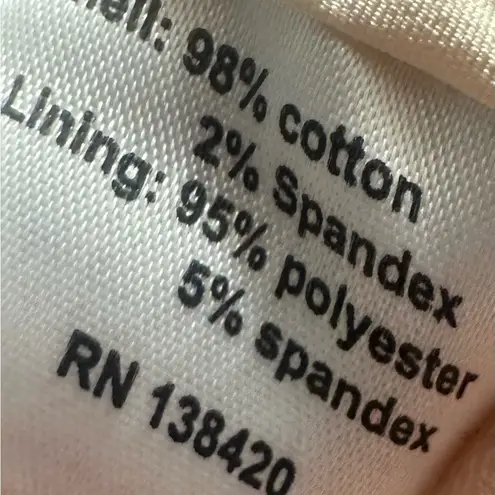 98% cotton
2% Spandex
Lining: 95% polyester
5% spandex
RN 138420